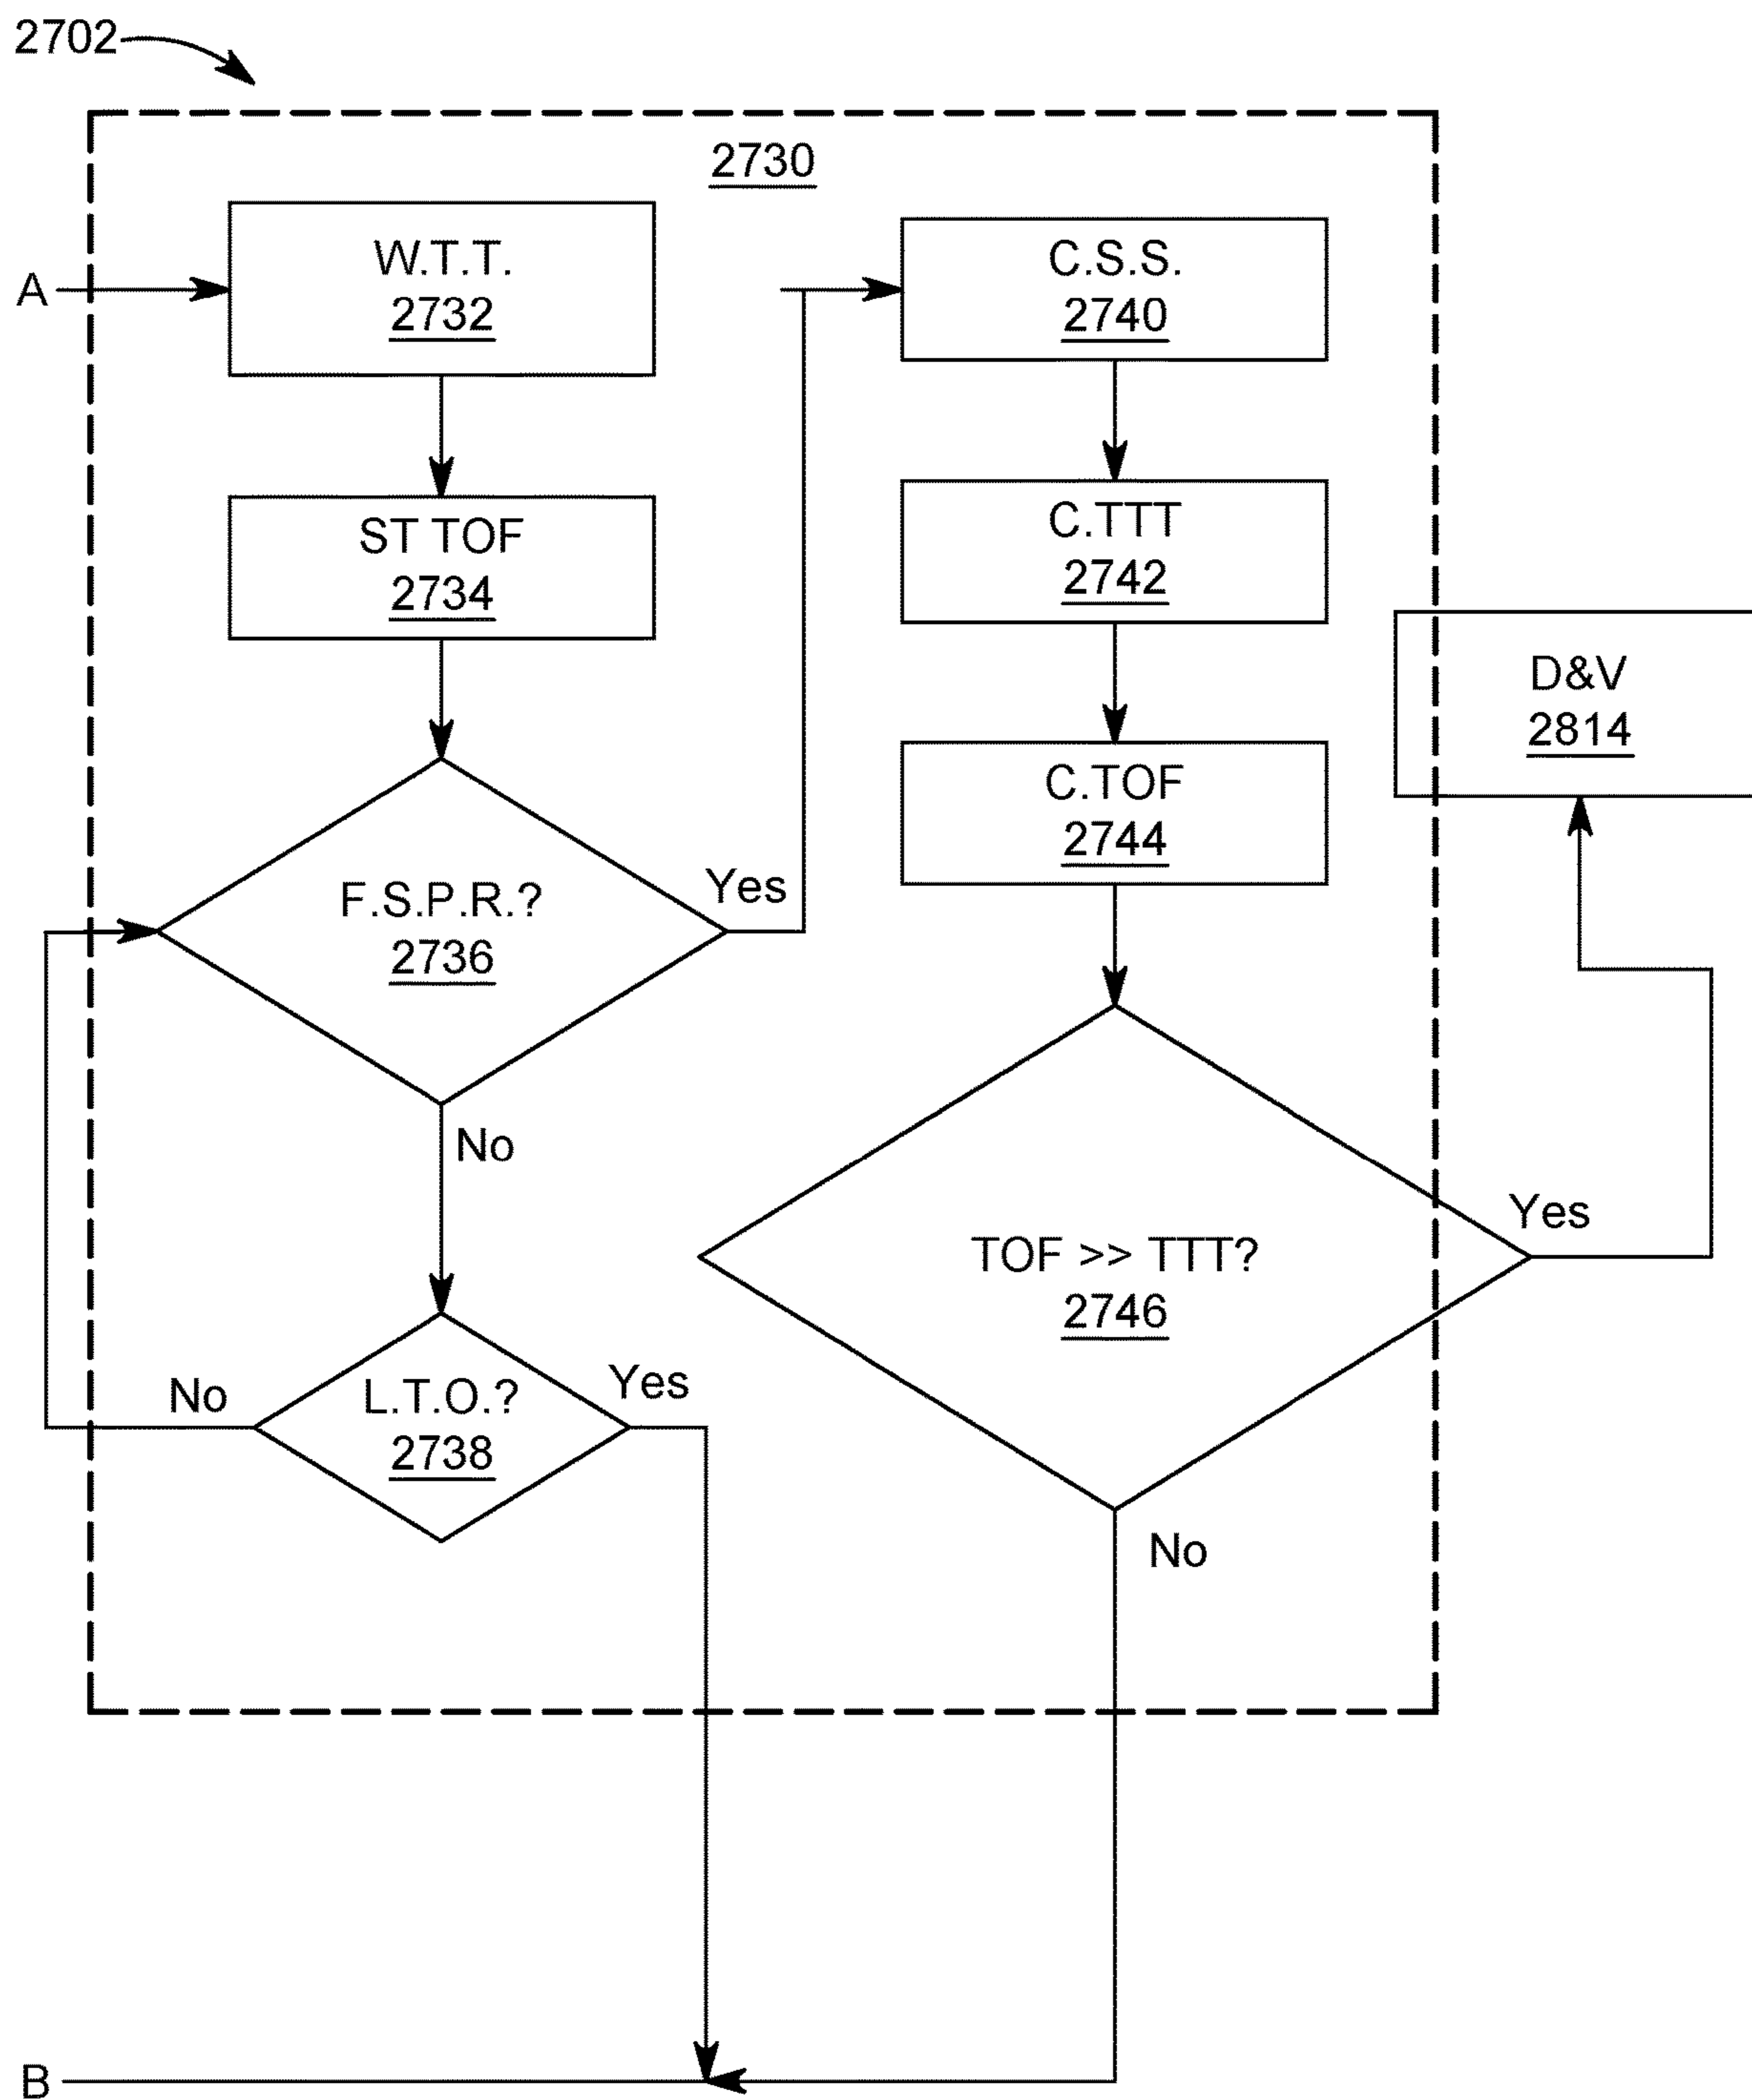 2702
2730
A
W.T.T.
2732
ST TOF
2734
F.S.P.R.?
2736
Yes
No
L.T.O.?
2738
No
Yes
C.S.S.
2740
C.TTT
2742
C.TOF
2744
TOF >> TTT?
2746
Yes
No
D&V
2814
B